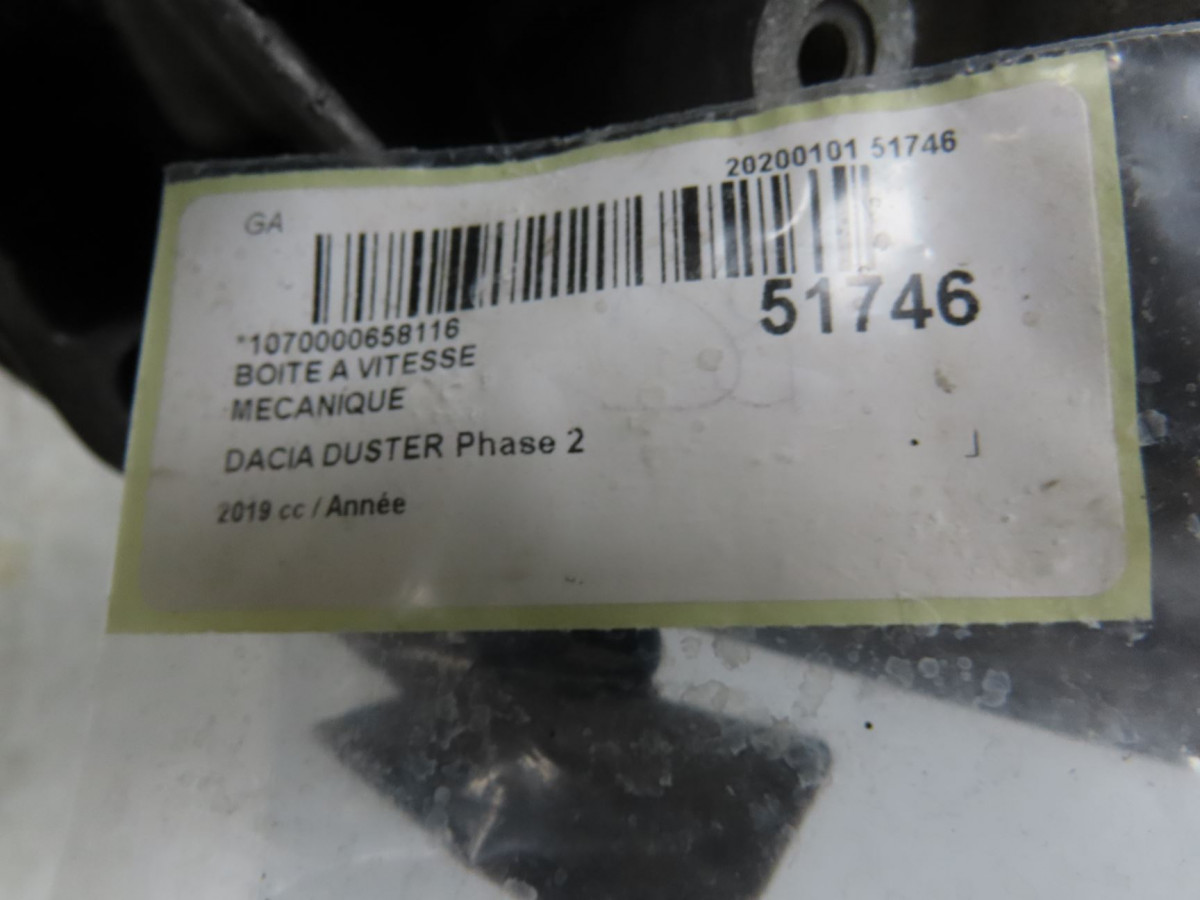 20200101 51746
GA
51746
*1070000658116
BOITE A VITESSE
MECANIQUE
DACIA DUSTER Phase 2
2019 cc / Année